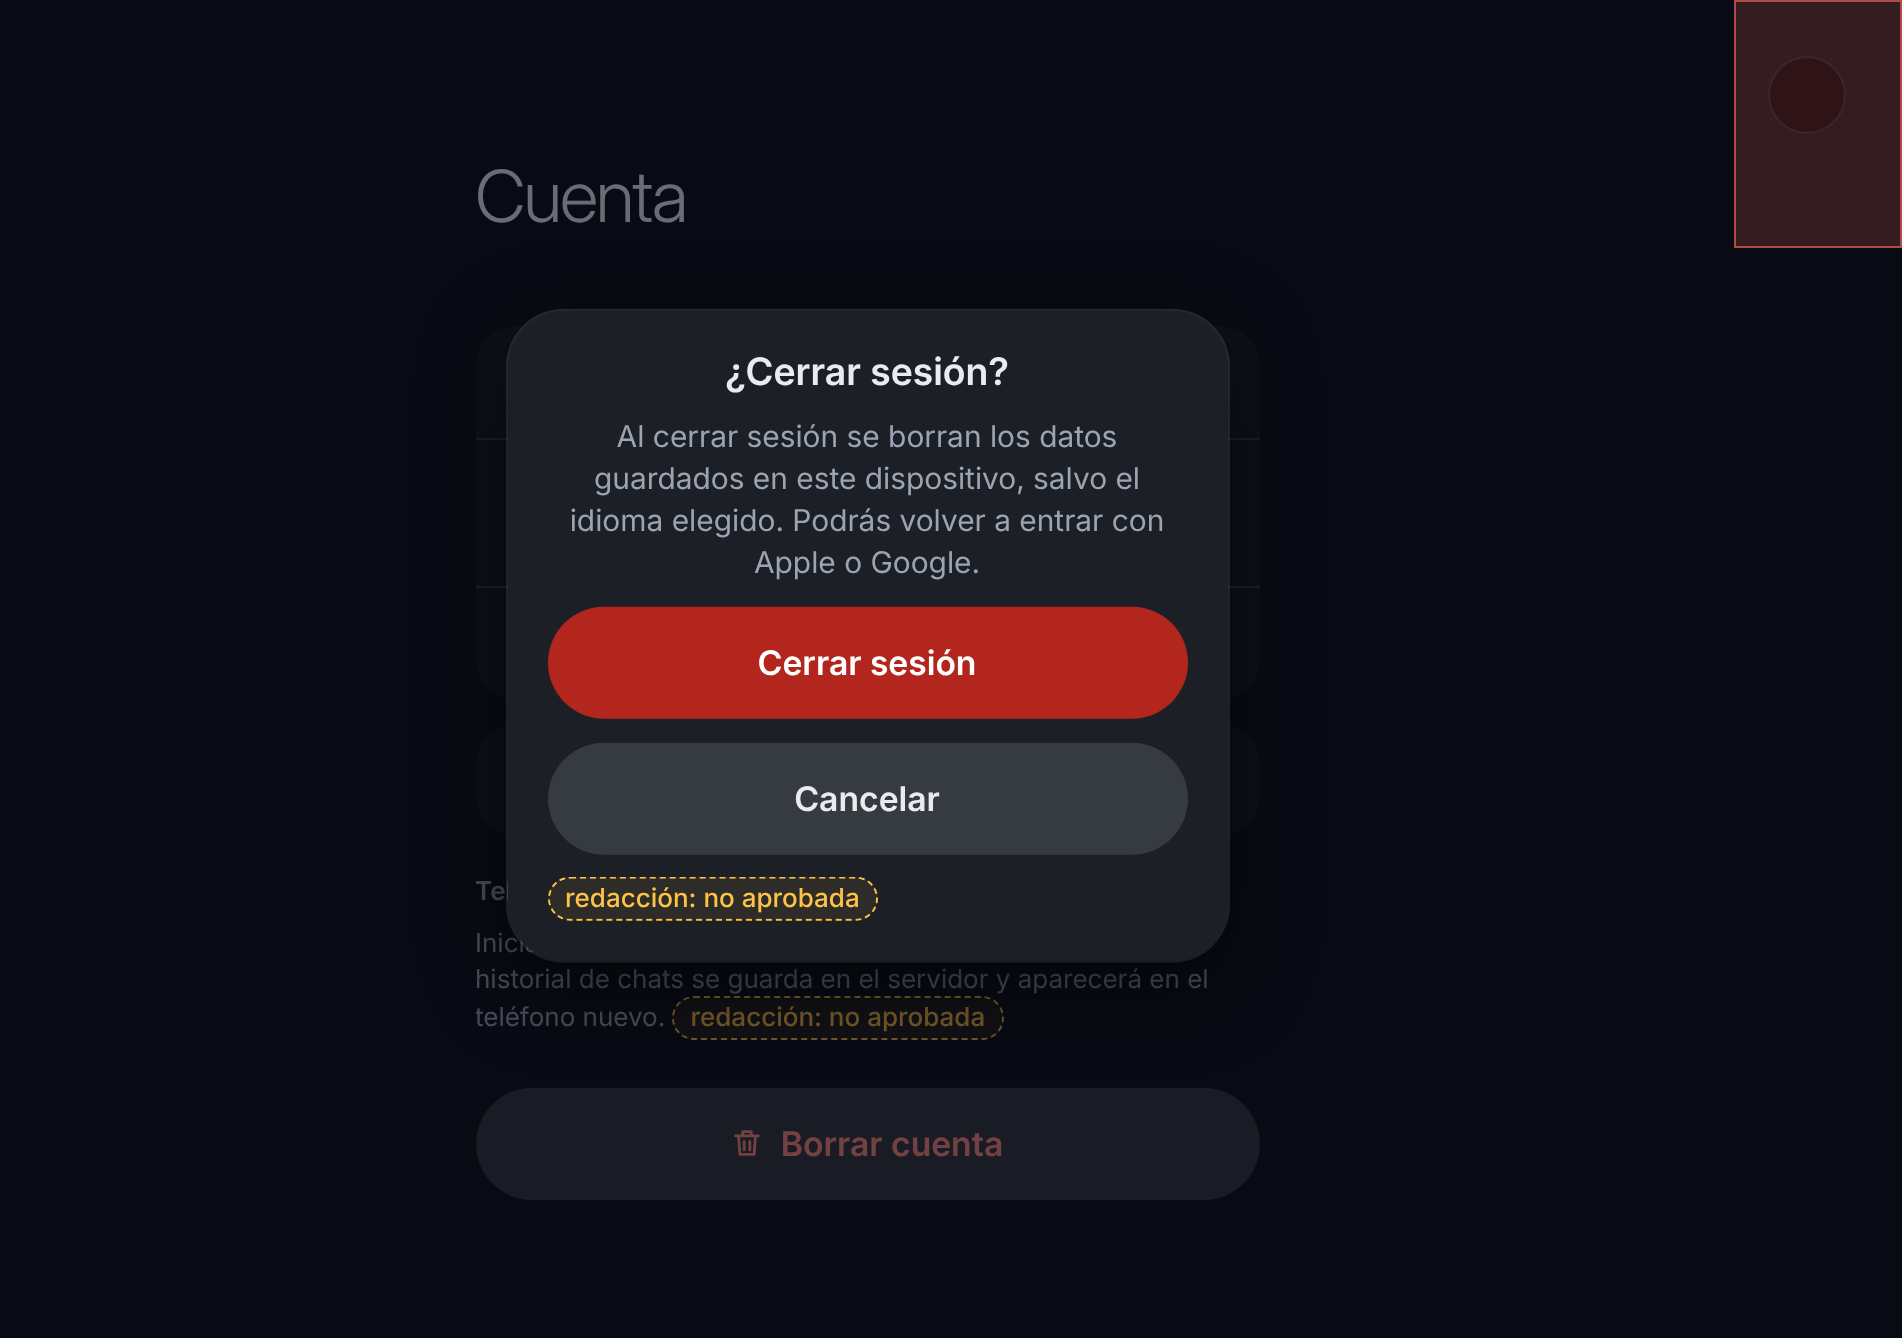 Cuenta
¿Cerrar sesión?
Al cerrar sesión se borran los datos
guardados en este dispositivo, salvo el
idioma elegido. Podrás volver a entrar con
Apple o Google.
Cerrar sesión
Cancelar
redacción: no aprobada
historial de chats se guarda en el servidor y aparecerá en el
teléfono nuevo. redacción: no aprobada
Borrar cuenta